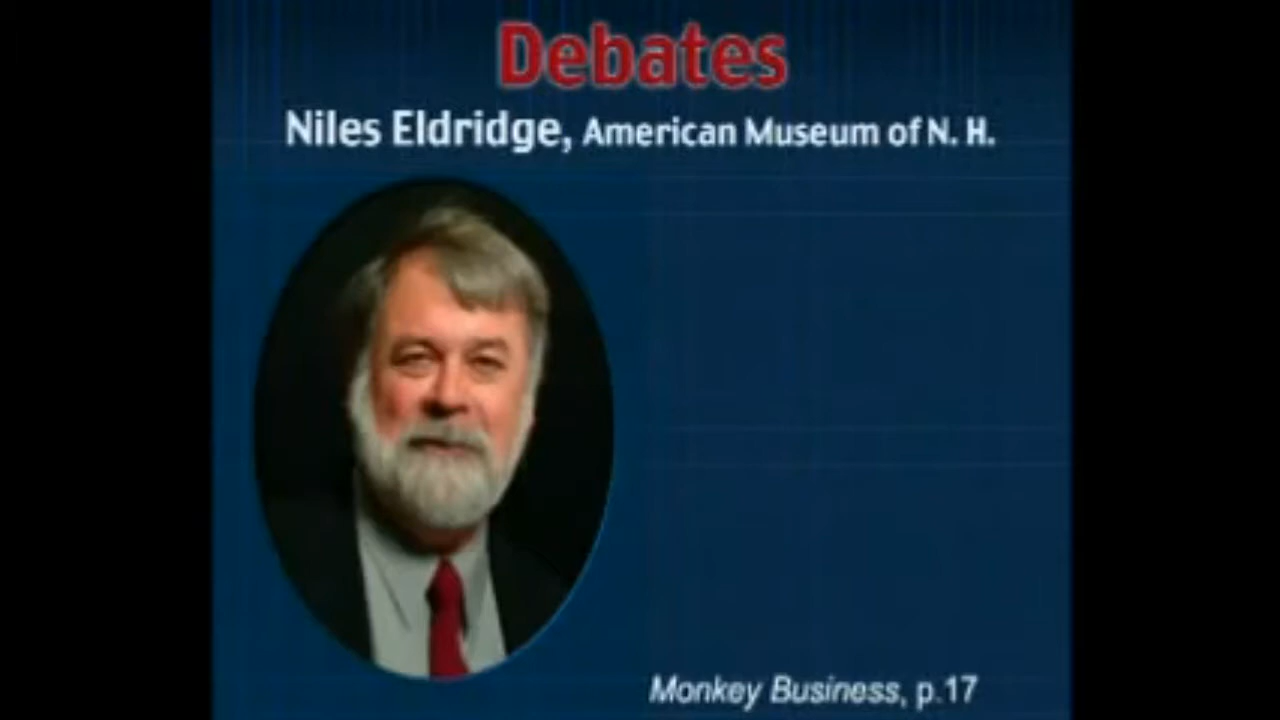 Debates
Niles Eldridge, American Museum of N. H.
Monkey Business, p.17